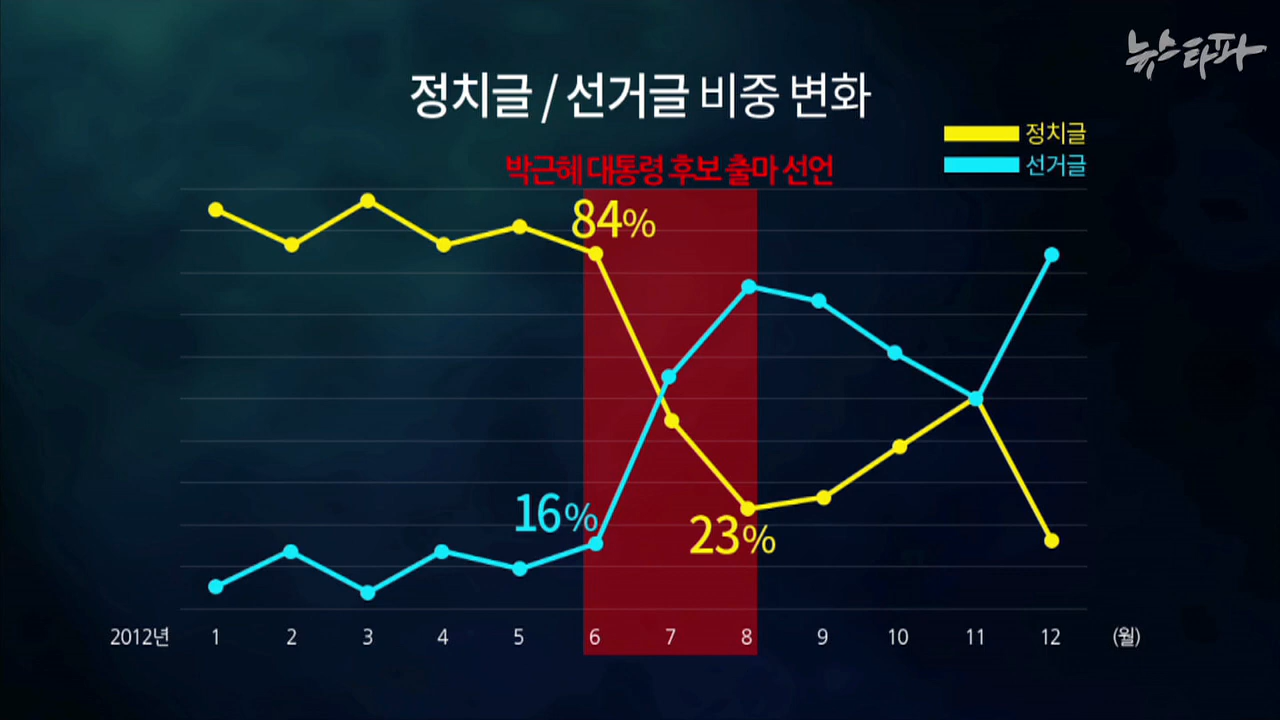 뉴스타파
정치글 / 선거글 비중 변화
정치글
선거글
박근혜 대통령 후보 출마 선언
84%
16%
23%
2012년 1 2 3 4 5 6 7 8 9 10 11 12 (월)